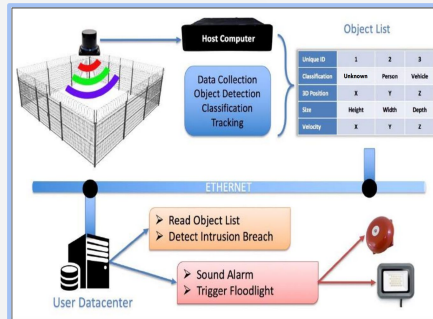 Object List
Host Computer
Data Collection
Object Detection
Classification
Tracking
Unique ID 1 2 3
Classification Unknown Person Vehicle
3D Position X Y Z
Size Height Width Depth
Velocity X Y Z
ETHERNET
➢ Read Object List
➢ Detect Intrusion Breach
➢ Sound Alarm
➢ Trigger Floodlight
User Datacenter